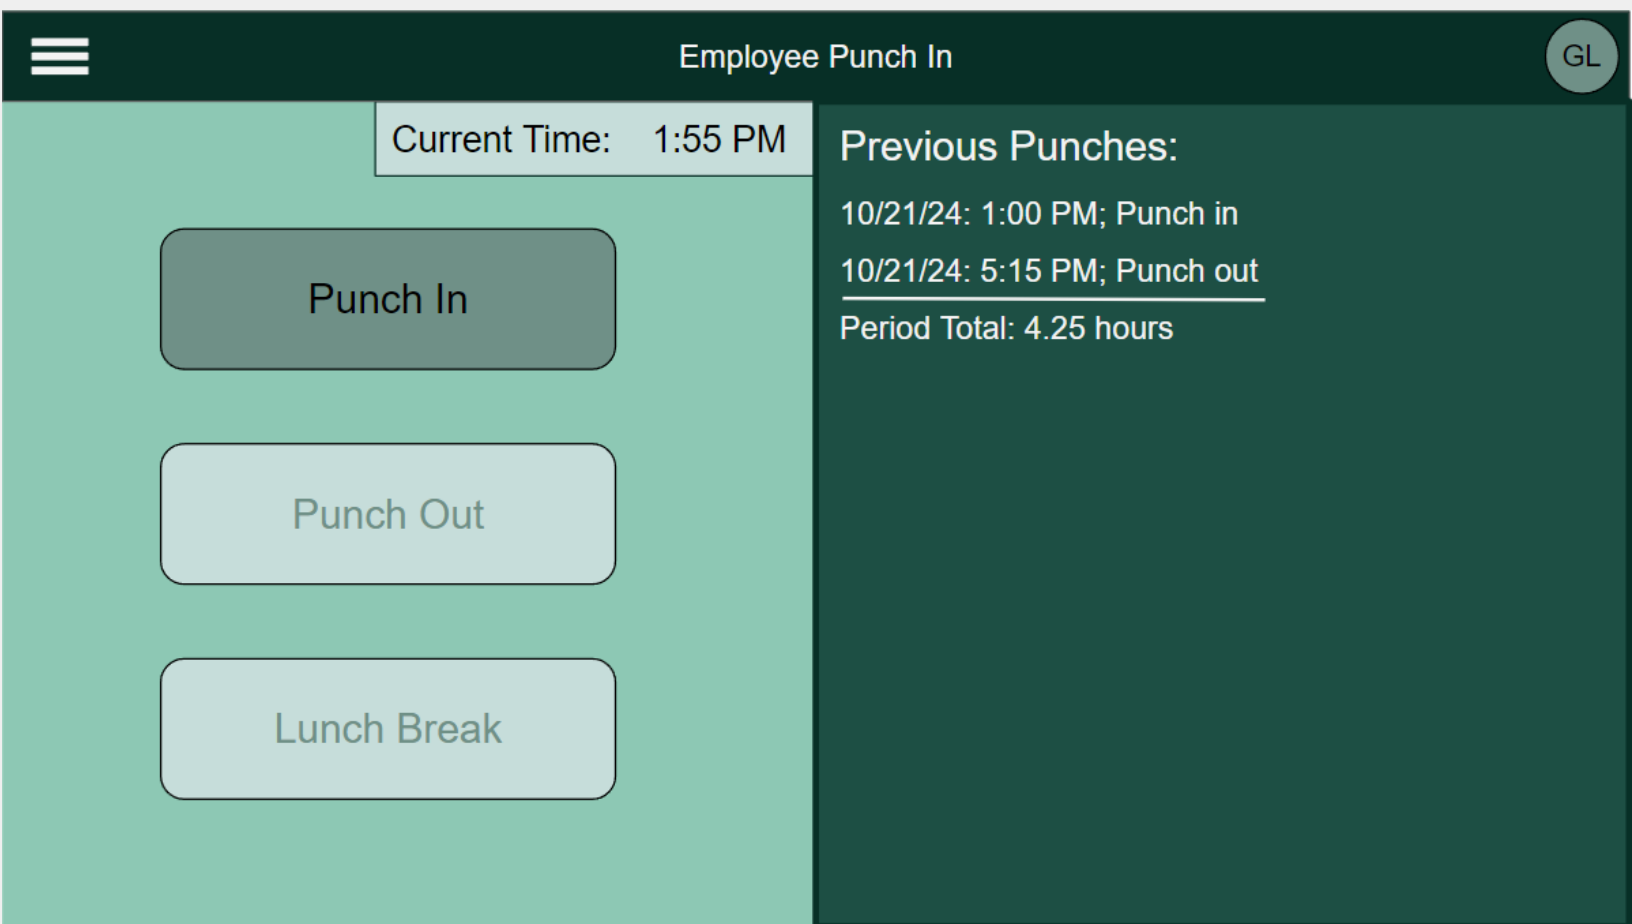 Employee Punch In
GL
Current Time: 1:55 PM
Punch In
Punch Out
Lunch Break
Previous Punches:
10/21/24: 1:00 PM; Punch in
10/21/24: 5:15 PM; Punch out
Period Total: 4.25 hours